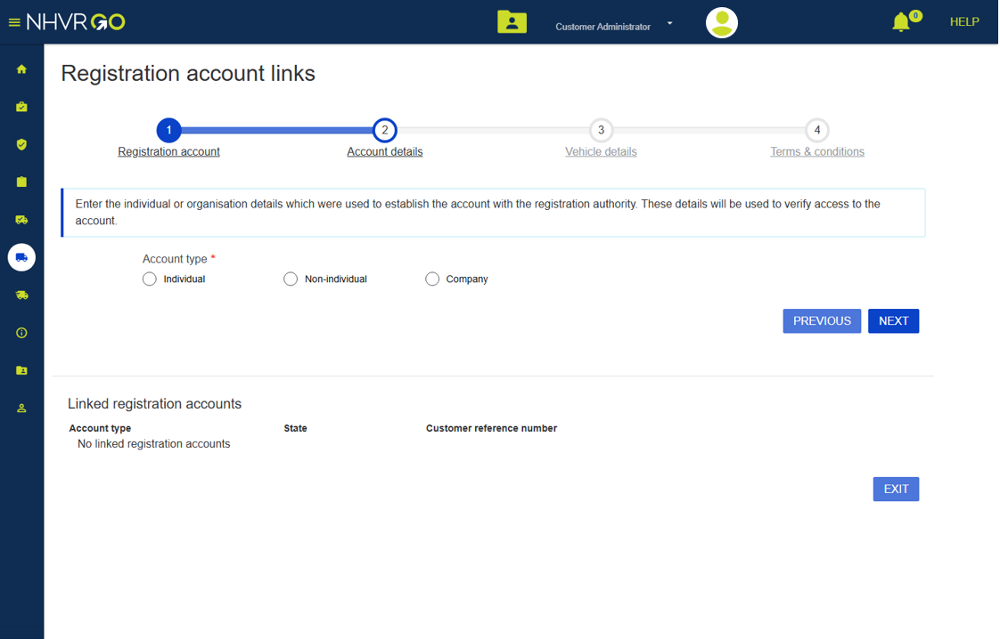 NHVR GO
Customer Administrator
0
HELP
Registration account links
1
2
3
4
Registration account
Account details
Vehicle details
Terms & conditions
Enter the individual or organisation details which were used to establish the account with the registration authority. These details will be used to verify access to the
account.
Account type *
Individual
Non-individual
Company
PREVIOUS
NEXT
Linked registration accounts
Account type
State
Customer reference number
No linked registration accounts
EXIT